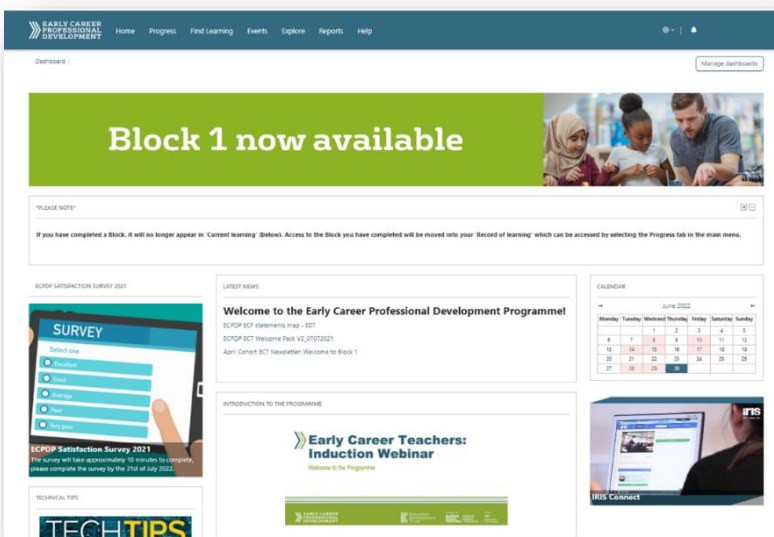 EARLY CAREER
PROFESSIONAL
DEVELOPMENT
Home Progress Find Learning Events Explore Reports Help
Dashboard /
Manage dashboards
Block 1 now available
*PLEASE NOTE*
If you have completed a Block, it will no longer appear in 'Current learning' (below). Access to the Block you have completed will be moved into your 'Record of learning' which can be accessed by selecting the Progress tab in the main menu.
ECPDP SATISFACTION SURVEY 2021
SURVEY
Select one
Excellent
Good
Average
Poor
Very poor
ECPDP Satisfaction Survey 2021
The survey will take approximately 10 minutes to complete,
please complete the survey by the 31st of July 2022.
TECHNICAL TIPS
TECHTIPS
LATEST NEWS
Welcome to the Early Career Professional Development Programme!
ECPDP ECF statements map - EDT
ECPDP ECT Welcome Pack V2_07072021
April Cohort ECT Newsletter: Welcome to Block 1
INTRODUCTION TO THE PROGRAMME
Early Career Teachers:
Induction Webinar
Welcome to the Programme
EARLY CAREER
PROFESSIONAL
DEVELOPMENT
CALENDAR
June 2022
Monday Tuesday Wednesd Thursday Friday Saturday Sunday
1 2 3 4 5
6 7 8 9 10 11 12
13 14 15 16 17 18 19
20 21 22 23 24 25 26
27 28 29 30
iris
IRIS Connect